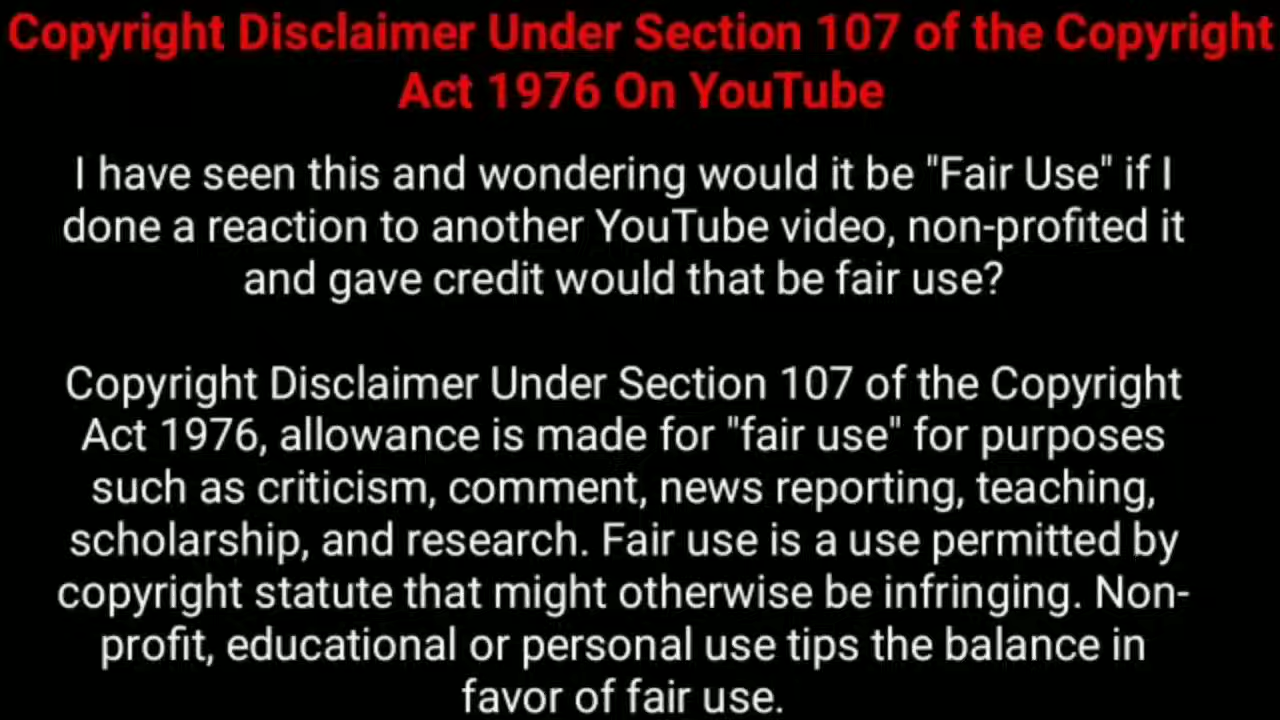 Copyright Disclaimer Under Section 107 of the Copyright
Act 1976 On YouTube
I have seen this and wondering would it be "Fair Use" if I
done a reaction to another YouTube video, non-profited it
and gave credit would that be fair use?
Copyright Disclaimer Under Section 107 of the Copyright
Act 1976, allowance is made for "fair use" for purposes
such as criticism, comment, news reporting, teaching,
scholarship, and research. Fair use is a use permitted by
copyright statute that might otherwise be infringing. Non-
profit, educational or personal use tips the balance in
favor of fair use.